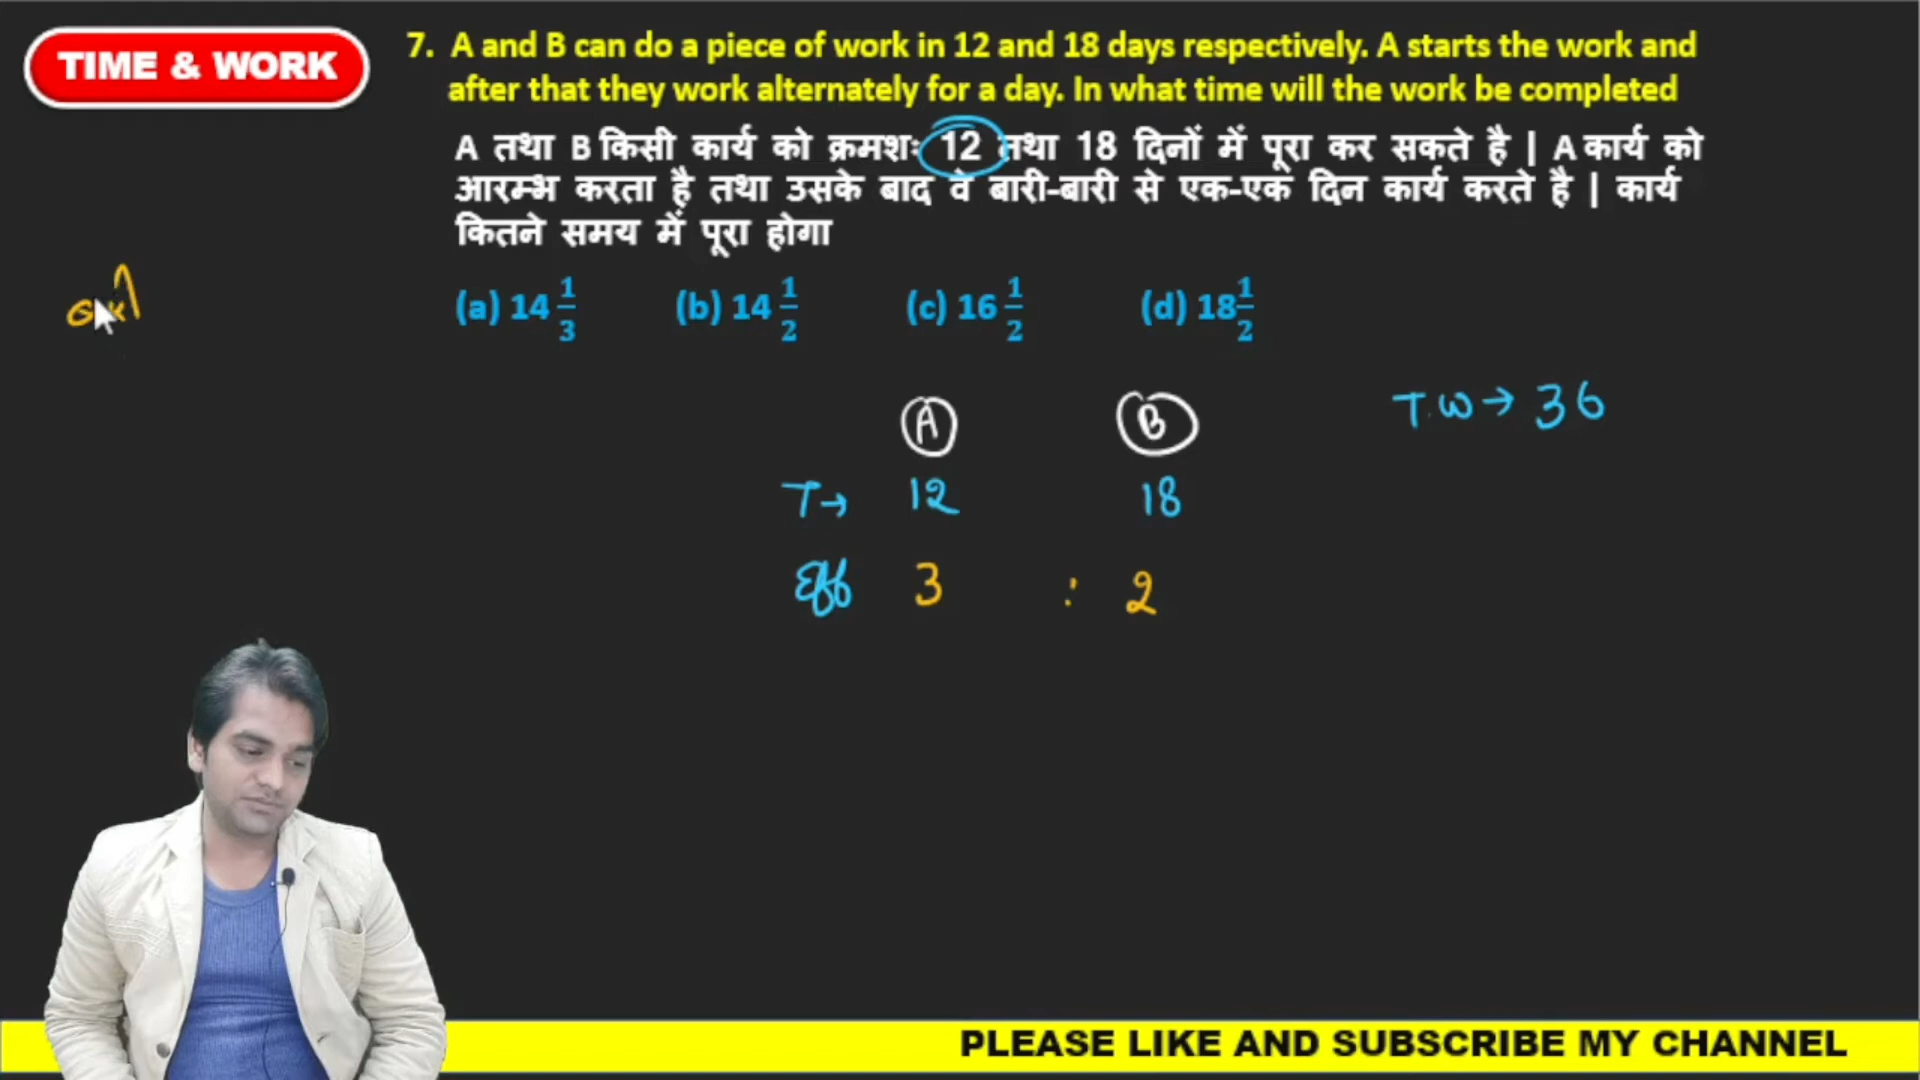 TIME & WORK
7. A and B can do a piece of work in 12 and 18 days respectively. A starts the work and
after that they work alternately for a day. In what time will the work be completed
A तथा B किसी कार्य को क्रमशः 12 तथा 18 दिनों में पूरा कर सकते है | A कार्य को
आरम्भ करता है तथा उसके बाद वे बारी-बारी से एक-एक दिन कार्य करते है | कार्य
कितने समय में पूरा होगा
(a) 14 1/3 (b) 14 1/2 (c) 16 1/2 (d) 18 1/2
A B T.W → 36
T → 12 18
Eff 3 : 2
PLEASE LIKE AND SUBSCRIBE MY CHANNEL